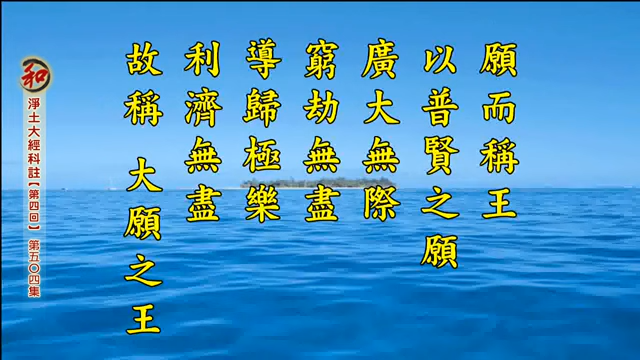 願而稱王
以普賢之願
廣大無際
窮劫無盡
導歸極樂
利濟無盡
故稱 大願之王
和
淨土大經科註【第四回】 第五〇四集